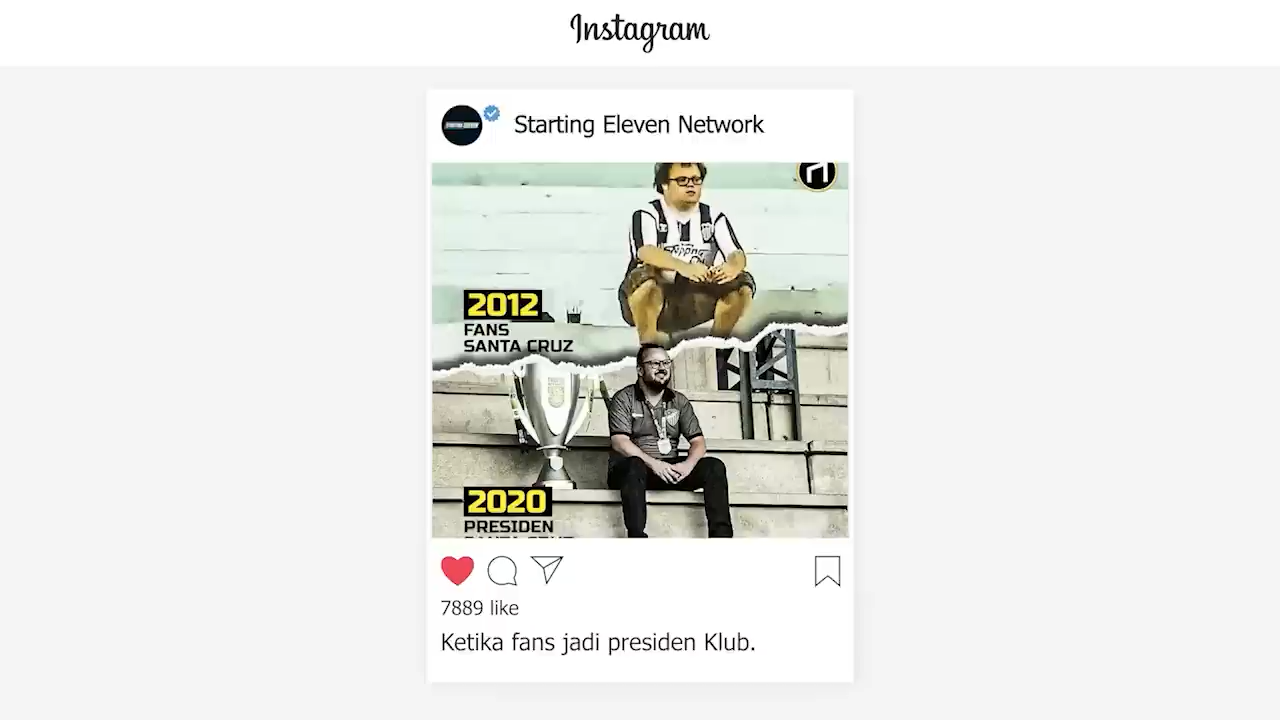 Instagram
Starting Eleven Network
2012
FANS
SANTA CRUZ
2020
PRESIDEN
7889 like
Ketika fans jadi presiden Klub.